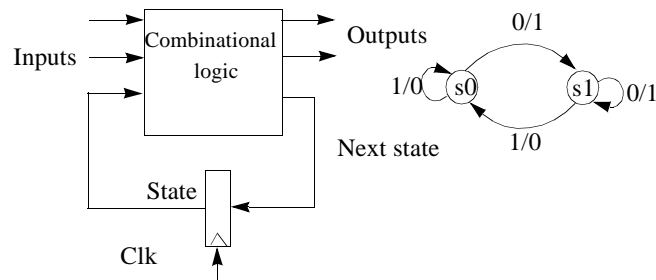 Inputs
Combinational
logic
Outputs
Next state
State
Clk
0/1
1/0
s0
s1
0/1
1/0